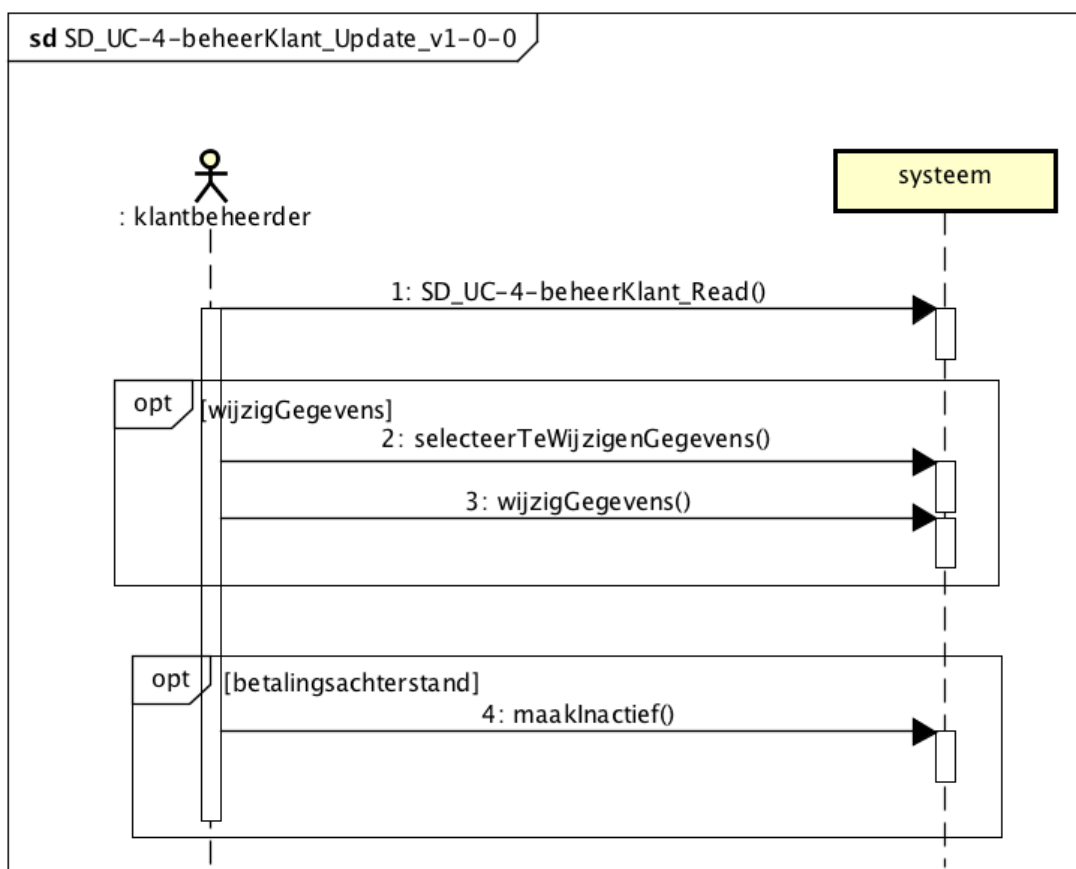 sd SD_UC-4-beheerKlant_Update_v1-0-0
systeem
: klantbeheerder
1: SD_UC-4-beheerKlant_Read()
opt [wijzigGegevens]
2: selecteerTeWijzigenGegevens()
3: wijzigGegevens()
opt [betalingsachterstand]
4: maakInactief()